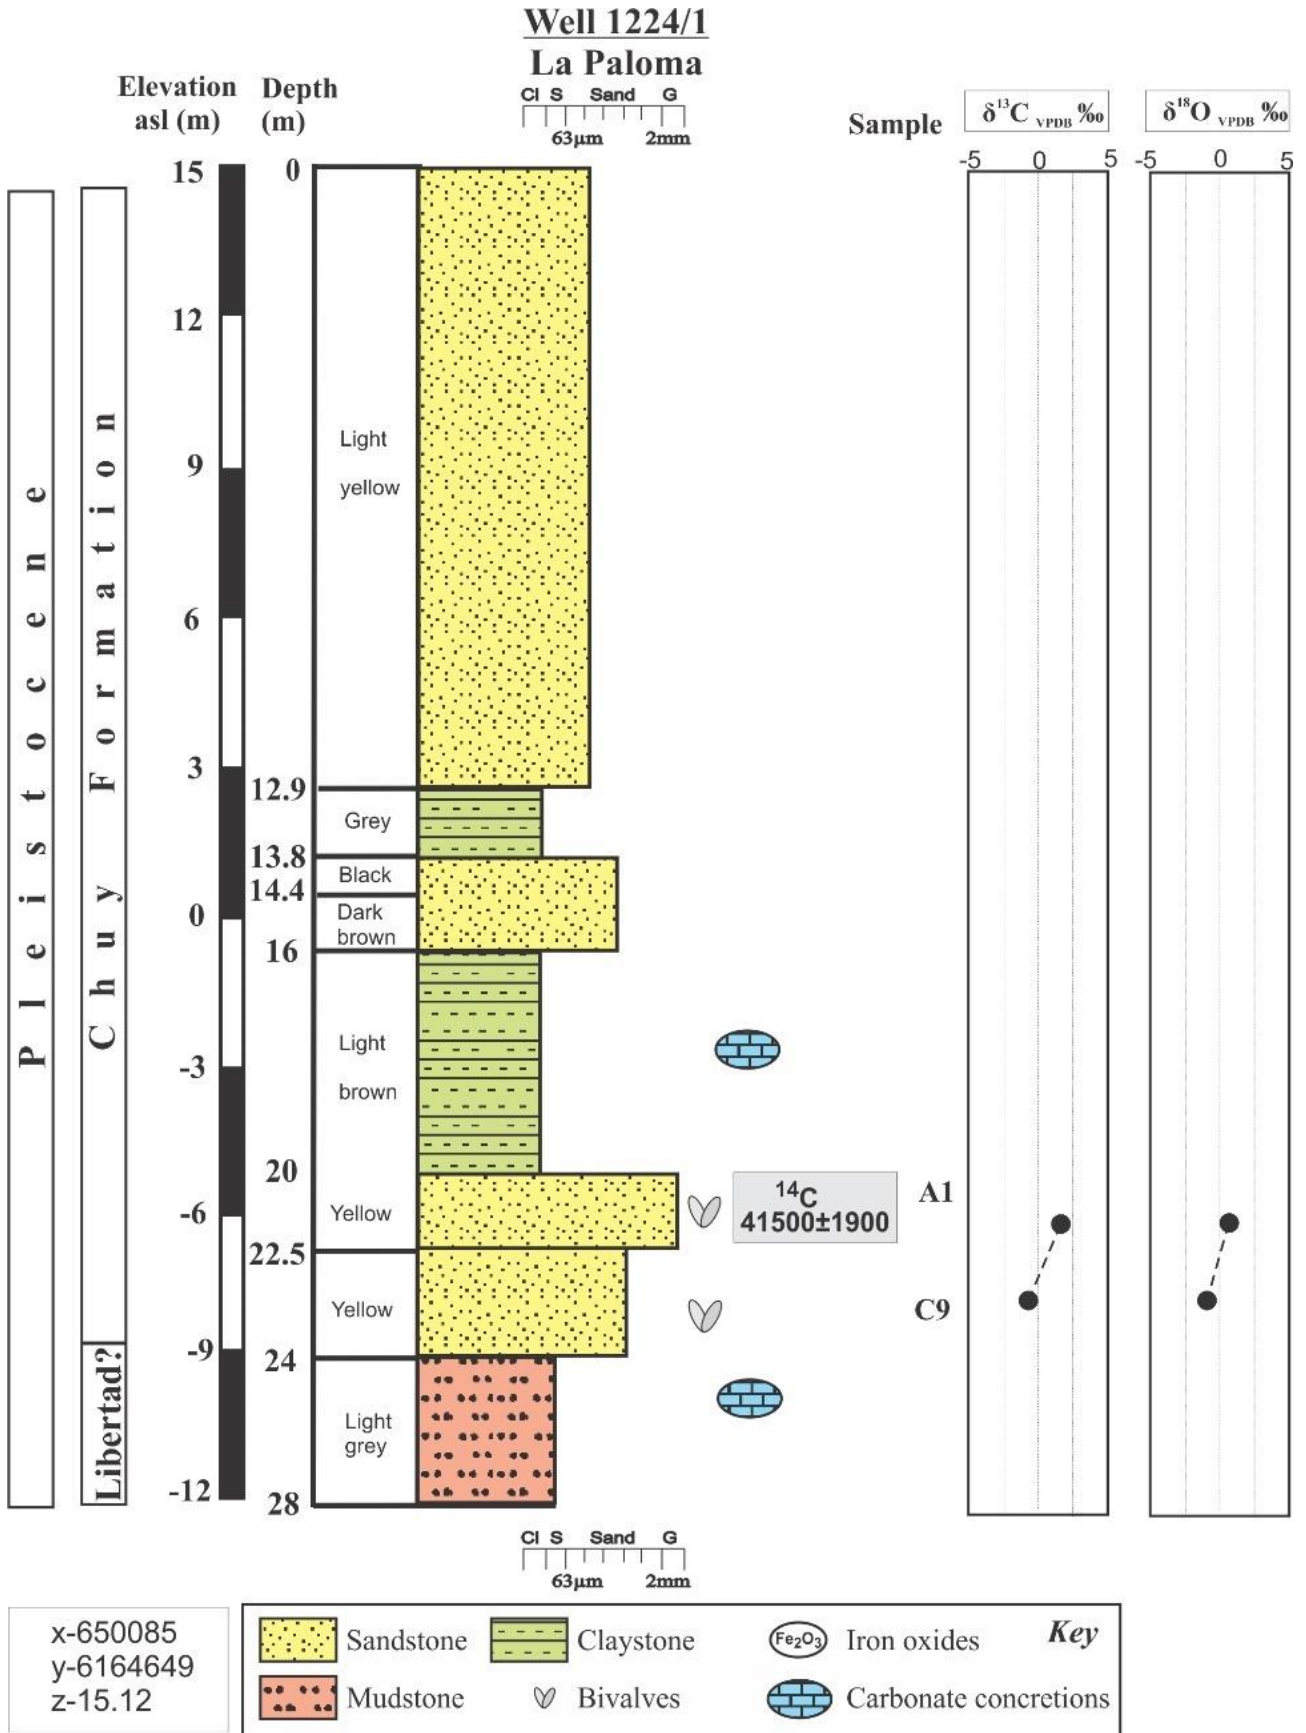 Well 1224/1
La Paloma
Elevation asl (m)
Depth (m)
Cl S Sand G
63μm 2mm
Sample
δ¹³C VPDB ‰
δ¹⁸O VPDB ‰
-5 0 5
-5 0 5
Pleistoceune
Chuy Formation
Libertad?
15
12
9
6
3
0
-3
-6
-9
-12
0
12.9
13.8
14.4
16
20
22.5
24
28
Light
yellow
Grey
Black
Dark
brown
Light
brown
Yellow
Yellow
Light
grey
¹⁴C
41500±1900
A1
C9
Cl S Sand G
63μm 2mm
x-650085
y-6164649
z-15.12
Key
Sandstone
Claystone
Fe₂O₃ Iron oxides
Mudstone
Bivalves
Carbonate concretions